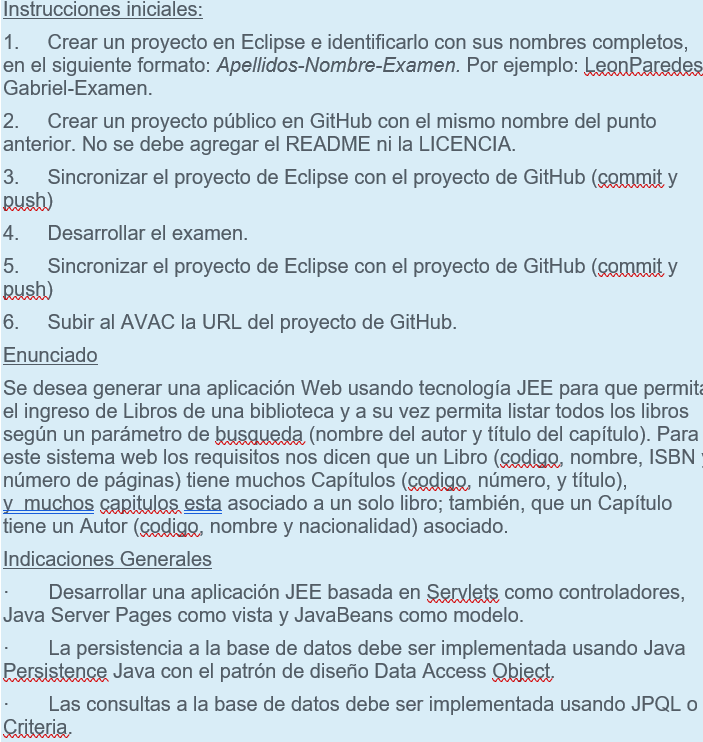 Instrucciones iniciales:
1. Crear un proyecto en Eclipse e identificarlo con sus nombres completos,
en el siguiente formato: Apellidos-Nombre-Examen. Por ejemplo: LeonParedes
Gabriel-Examen.
2. Crear un proyecto público en GitHub con el mismo nombre del punto
anterior. No se debe agregar el README ni la LICENCIA.
3. Sincronizar el proyecto de Eclipse con el proyecto de GitHub (commit y
push)
4. Desarrollar el examen.
5. Sincronizar el proyecto de Eclipse con el proyecto de GitHub (commit y
push)
6. Subir al AVAC la URL del proyecto de GitHub.
Enunciado
Se desea generar una aplicación Web usando tecnología JEE para que permita
el ingreso de Libros de una biblioteca y a su vez permita listar todos los libros
según un parámetro de busqueda (nombre del autor y título del capítulo). Para
este sistema web los requisitos nos dicen que un Libro (codigo, nombre, ISBN y
número de páginas) tiene muchos Capítulos (codigo, número, y título),
y muchos capitulos esta asociado a un solo libro; también, que un Capítulo
tiene un Autor (codigo, nombre y nacionalidad) asociado.
Indicaciones Generales
· Desarrollar una aplicación JEE basada en Servlets como controladores,
Java Server Pages como vista y JavaBeans como modelo.
· La persistencia a la base de datos debe ser implementada usando Java
Persistence Java con el patrón de diseño Data Access Object.
· Las consultas a la base de datos debe ser implementada usando JPQL o
Criteria.